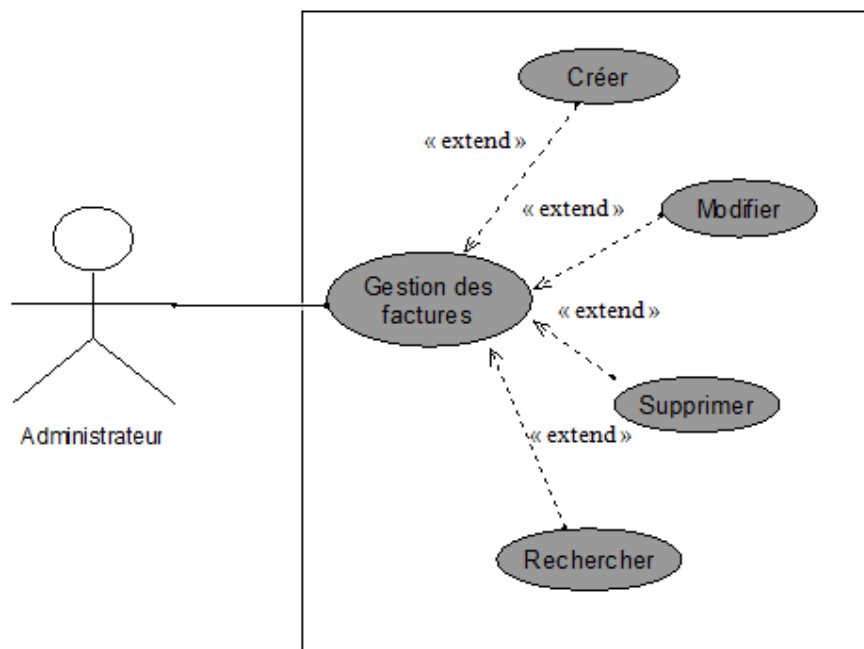 Créer
« extend »
« extend »
Modifier
Gestion des
factures
« extend »
Supprimer
Administrateur
« extend »
Rechercher